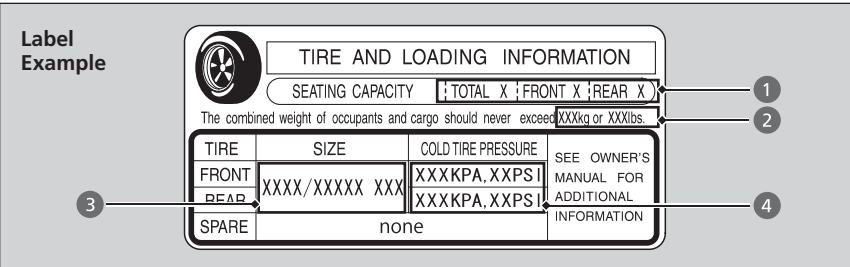 Label
Example
TIRE AND LOADING INFORMATION
SEATING CAPACITY TOTAL X FRONT X REAR X
1
The combined weight of occupants and cargo should never exceed XXXkg or XXXlbs.
2
TIRE SIZE COLD TIRE PRESSURE
SEE OWNER'S
MANUAL FOR
ADDITIONAL
INFORMATION
FRONT XXXX/XXXXX XXX XXXKPA,XXPSI
REAR XXXKPA,XXPSI
3
4
SPARE none